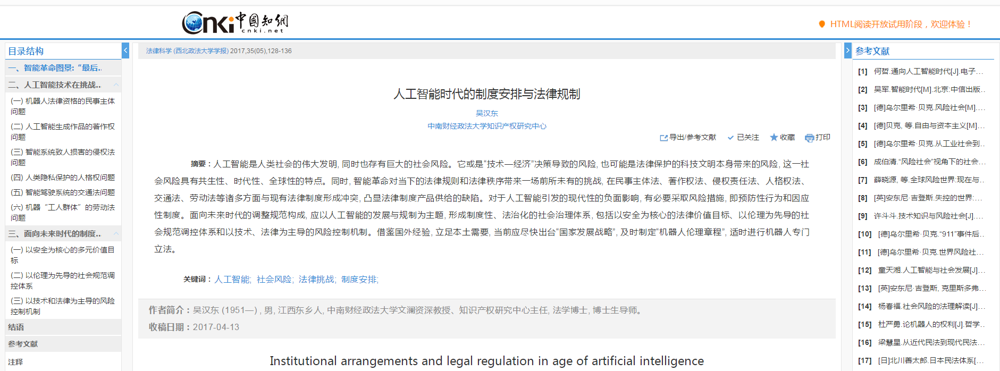 cnki中国知网
cnki.net
HTML阅读开放试用阶段，欢迎体验！
目录结构
一、智能革命图景:“最后..
二、人工智能技术在挑战..
(一) 机器人法律资格的民事主体
问题
(二) 人工智能生成作品的著作权
问题
(三) 智能系统致人损害的侵权法
问题
(四) 人类隐私保护的人格权问题
(五) 智能驾驶系统的交通法问题
(六) 机器“工人群体”的劳动法
问题
三、面向未来时代的制度..
(一) 以安全为核心的多元价值目
标
(二) 以伦理为先导的社会规范调
控体系
(三) 以技术和法律为主导的风险
控制机制
结语
参考文献
注释
法律科学 (西北政法大学学报) 2017,35(05),128-136
人工智能时代的制度安排与法律规制
吴汉东
中南财经政法大学知识产权研究中心
导出/参考文献 已关注 收藏 打印
摘要：人工智能是人类社会的伟大发明, 同时也存有巨大的社会风险。它或是“技术—经济”决策导致的风险, 也可能是法律保护的科技文明本身带来的风险, 这一社
会风险具有共生性、时代性、全球性的特点。同时, 智能革命对当下的法律规则和法律秩序带来一场前所未有的挑战, 在民事主体法、著作权法、侵权责任法、人格权法、
交通法、劳动法等诸多方面与现有法律制度形成冲突, 凸显法律制度产品供给的缺陷。对于人工智能引发的现代性的负面影响, 有必要采取风险措施, 即预防性行为和因应
性制度。面向未来时代的调整规范构成, 应以人工智能的发展与规制为主题, 形成制度性、法治化的社会治理体系, 包括以安全为核心的法律价值目标、以伦理为先导的社
会规范调控体系和以技术、法律为主导的风险控制机制。借鉴国外经验, 立足本土需要, 当前应尽快出台“国家发展战略”, 及时制定“机器人伦理章程”, 适时进行机器人专门
立法。
关键词：人工智能; 社会风险; 法律挑战; 制度安排;
作者简介：吴汉东 (1951—) , 男, 江西东乡人, 中南财经政法大学文澜资深教授、知识产权研究中心主任, 法学博士, 博士生导师。
收稿日期：2017-04-13
Institutional arrangements and legal regulation in age of artificial intelligence
参考文献
[1] 何哲.通向人工智能时代[J].电子...
[2] 吴军.智能时代[M].北京:中信出版..
[3] [德]乌尔里希·贝克.风险社会[M]....
[4] [德]贝克, 等.自由与资本主义[M]...
[5] [德]乌尔里希·贝克.从工业社会到..
[6] 成伯清.“风险社会”视角下的社会...
[7] 薛晓源, 等.全球风险世界:现在与..
[8] [英]安东尼·吉登斯.失控的世界:...
[9] 许斗斗.技术知识与风险社会[J]....
[10] [德]乌尔里希·贝克.“911”事件后..
[11] [德]乌尔里希·贝克.世界风险社...
[12] 童天湘.人工智能与社会发展[J]...
[13] [英]安东尼·吉登斯, 克里斯多弗...
[14] 杨春福.社会风险的法理解读[J]...
[15] 杜严勇.论机器人的权利[J].哲学..
[16] 梁慧星.从近代民法到现代民法...
[17] [日]北川善太郎.日本民法体系[...